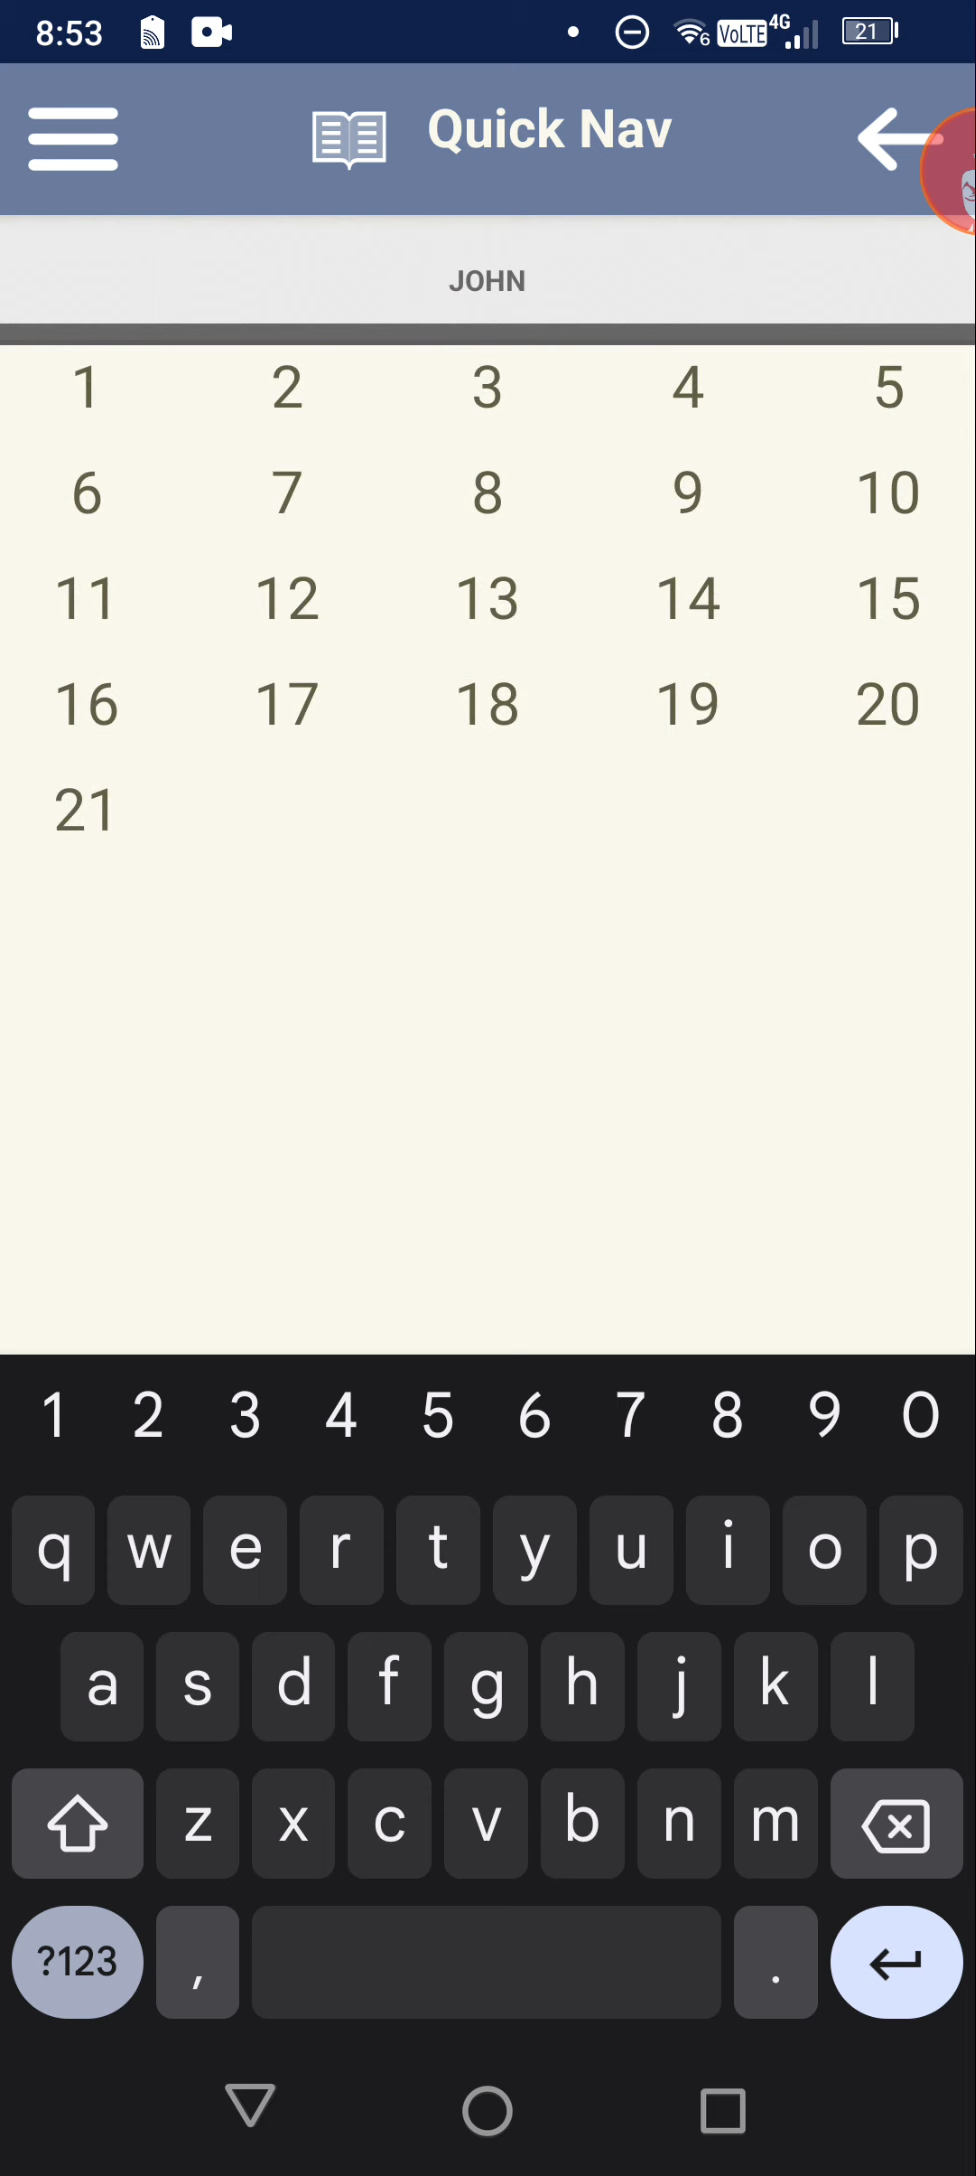 8:53 6 VoLTE 4G 21
Quick Nav
JOHN
1 2 3 4 5
6 7 8 9 10
11 12 13 14 15
16 17 18 19 20
21
1 2 3 4 5 6 7 8 9 0
q w e r t y u i o p
a s d f g h j k l
z x c v b n m
?123 , .